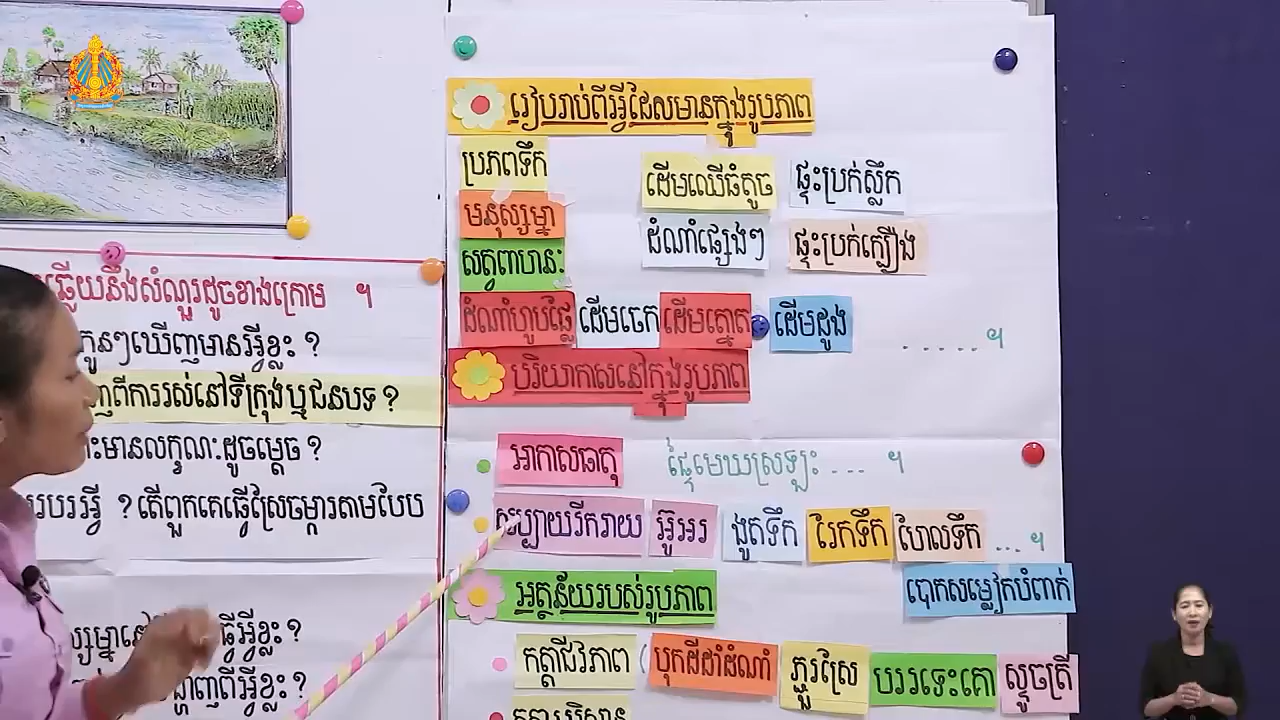 ឆ្លើយនឹងសំណួរដូចខាងក្រោម ។
កូនៗឃើញមានអ្វីខ្លះ ?
ពីការរស់នៅទីក្រុងឬជនបទ ?
មានលក្ខណៈដូចម្ដេច ?
របរអ្វី ? តើពួកគេធ្វើស្រែចម្ការតាមបែប
ធ្វើអ្វីខ្លះ ?
ពីអ្វីខ្លះ ?
រៀបរាប់ពីអ្វីដែលមានក្នុងរូបភាព
ប្រភពទឹក ដើមឈើធំតូច ផ្ទះប្រក់ស្លឹក
មនុស្សម្នា ដំណាំផ្សេងៗ ផ្ទះប្រក់ក្បឿង
សត្វពាហនៈ
ដំណាំហូបផ្លែ ដើមចេក ដើមត្នោត ដើមដូង . . . . . ។
បរិយាកាសនៅក្នុងរូបភាព
អាកាសធាតុ ផ្ទៃមេឃស្រឡះ . . . ។
សប្បាយរីករាយ អ៊ូអរ ងូតទឹក រែកទឹក ហែលទឹក ... ។
បោកសម្លៀកបំពាក់
អត្ថន័យរបស់រូបភាព
កត្តាជីវភាព ( បុកដីដាំដំណាំ ភ្ជួរស្រែ បររទេះគោ ស្ទូចត្រី